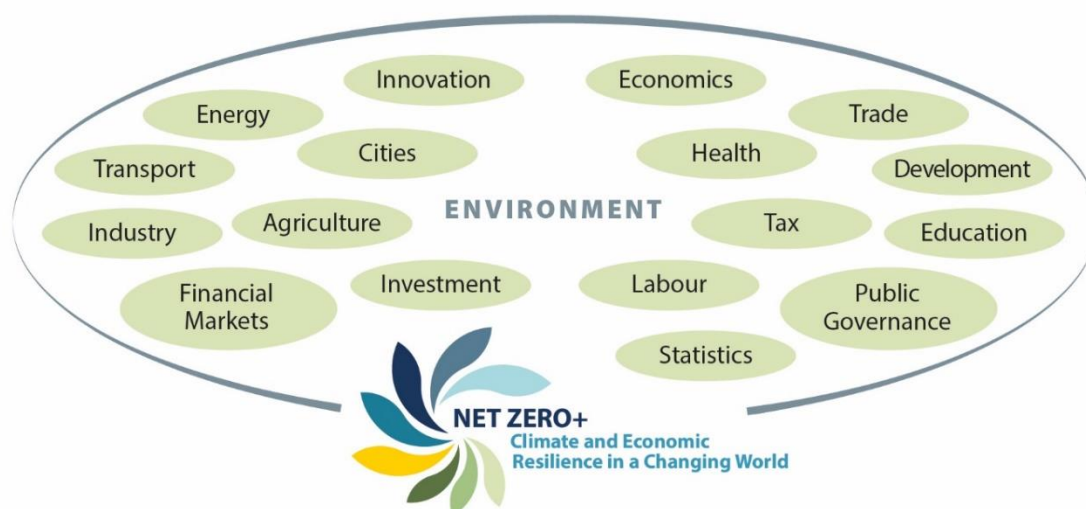 Innovation
Economics
Energy
Trade
Cities
Health
Transport
Development
ENVIRONMENT
Agriculture
Tax
Industry
Education
Investment
Labour
Financial
Markets
Public
Governance
Statistics
NET ZERO+
Climate and Economic
Resilience in a Changing World